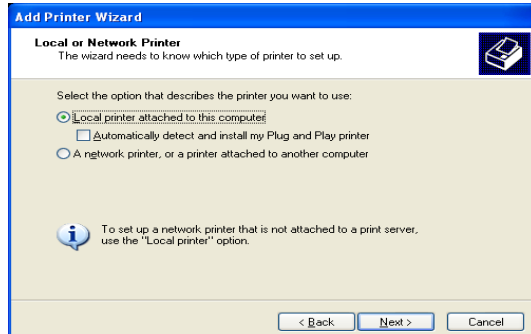 Add Printer Wizard
Local or Network Printer
The wizard needs to know which type of printer to set up.
Select the option that describes the printer you want to use:
Local printer attached to this computer
Automatically detect and install my Plug and Play printer
A network printer, or a printer attached to another computer
To set up a network printer that is not attached to a print server,
use the "Local printer" option.
< Back Next > Cancel